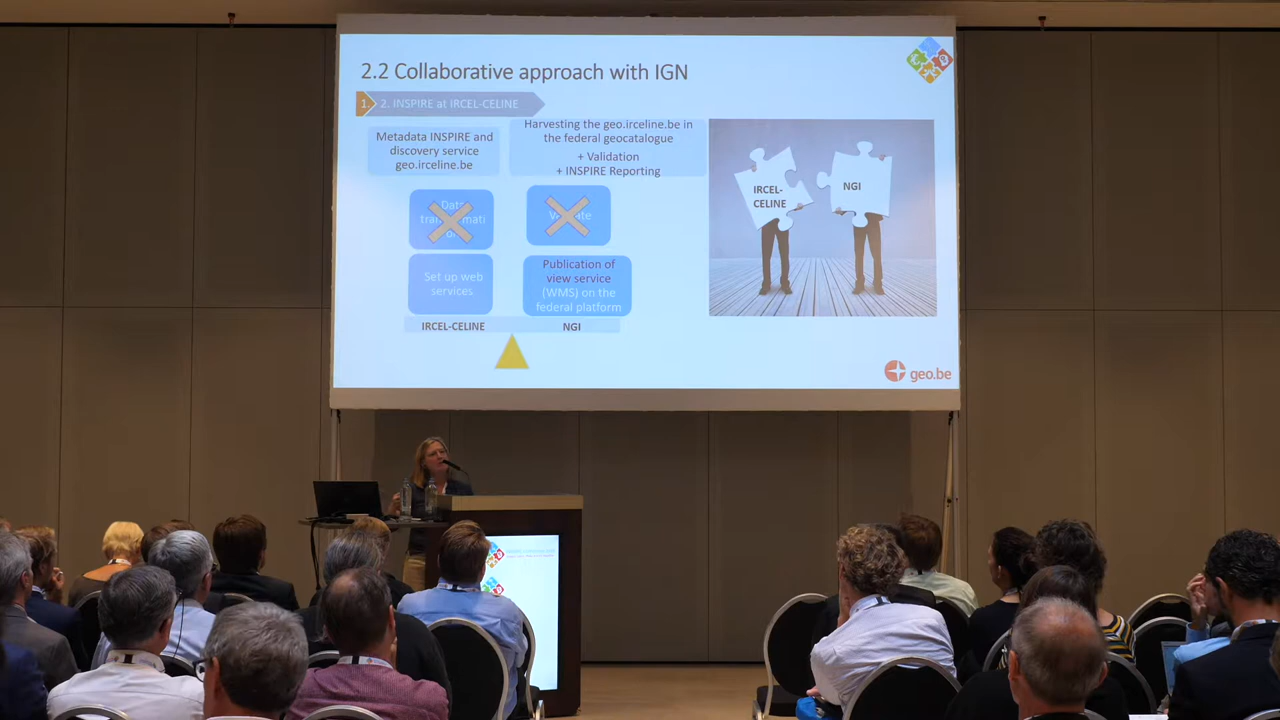 2.2 Collaborative approach with IGN
1.
2. INSPIRE at IRCEL-CELINE
Metadata INSPIRE and
discovery service
geo.irceline.be
Harvesting the geo.irceline.be in
the federal geocatalogue
+ Validation
+ INSPIRE Reporting
Set up web
services
Publication of
view service
(WMS) on the
federal platform
IRCEL-CELINE
NGI
IRCEL-
CELINE
NGI
geo.be